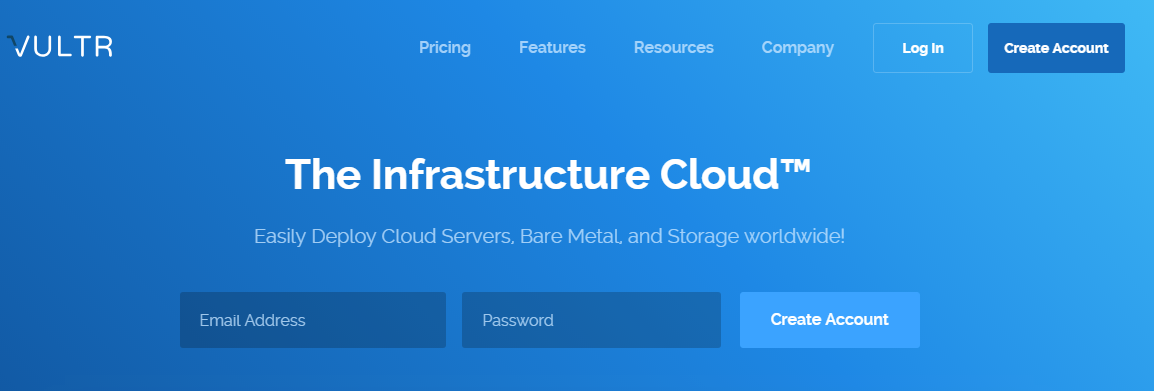 VULTR
Pricing Features Resources Company Log In Create Account
The Infrastructure Cloud™
Easily Deploy Cloud Servers, Bare Metal, and Storage worldwide!
Email Address Password Create Account